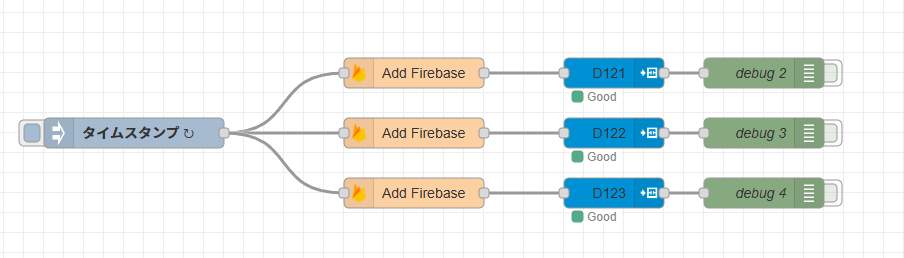 Add Firebase
D121
debug 2
Good
タイムスタンプ ↻
Add Firebase
D122
debug 3
Good
Add Firebase
D123
debug 4
Good